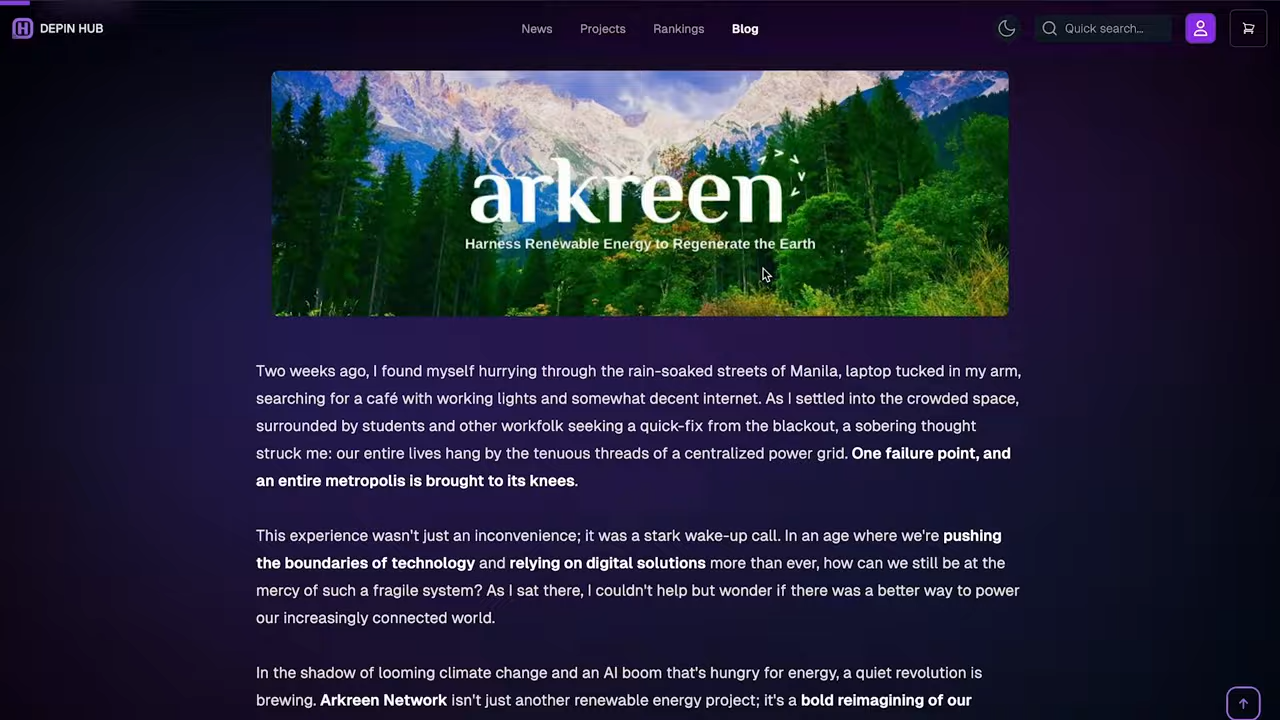 DEPIN HUB
News
Projects
Rankings
Blog
Quick search...
arkreen
Harness Renewable Energy to Regenerate the Earth
Two weeks ago, I found myself hurrying through the rain-soaked streets of Manila, laptop tucked in my arm,
searching for a café with working lights and somewhat decent internet. As I settled into the crowded space,
surrounded by students and other workfolk seeking a quick-fix from the blackout, a sobering thought
struck me: our entire lives hang by the tenuous threads of a centralized power grid. One failure point, and
an entire metropolis is brought to its knees.
This experience wasn't just an inconvenience; it was a stark wake-up call. In an age where we're pushing
the boundaries of technology and relying on digital solutions more than ever, how can we still be at the
mercy of such a fragile system? As I sat there, I couldn't help but wonder if there was a better way to power
our increasingly connected world.
In the shadow of looming climate change and an AI boom that's hungry for energy, a quiet revolution is
brewing. Arkreen Network isn't just another renewable energy project; it's a bold reimagining of our